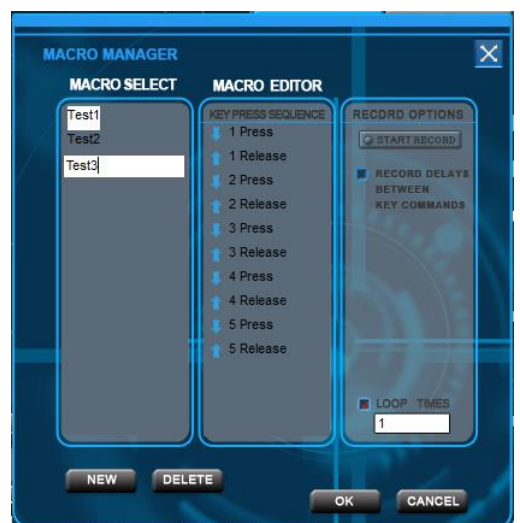 MACRO MANAGER
MACRO SELECT
Test1
Test2
Test3
MACRO EDITOR
KEY PRESS SEQUENCE
1 Press
1 Release
2 Press
2 Release
3 Press
3 Release
4 Press
4 Release
5 Press
5 Release
RECORD OPTIONS
START RECORD
RECORD DELAYS
BETWEEN
KEY COMMANDS
LOOP TIMES
1
NEW
DELETE
OK
CANCEL